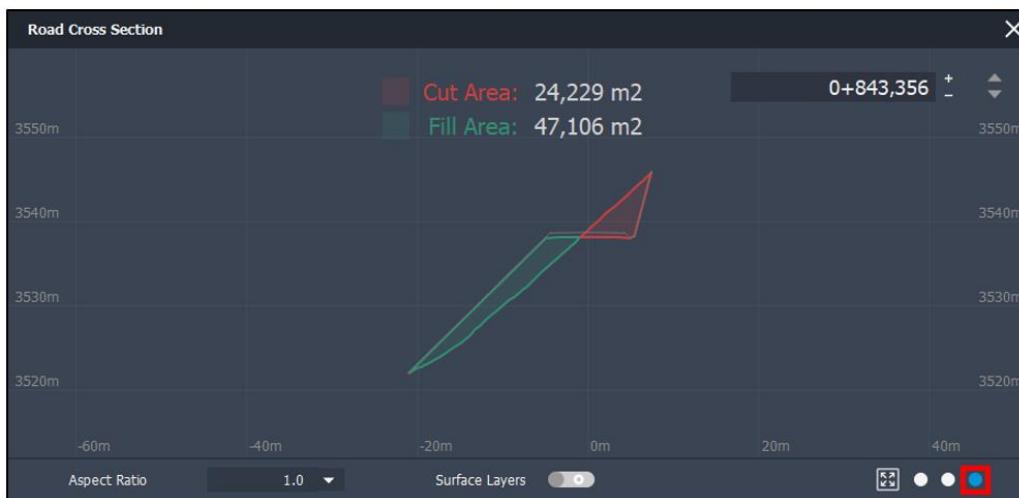 Road Cross Section
Cut Area: 24,229 m2
0+843,356
Fill Area: 47,106 m2
3550m 3550m
3540m 3540m
3530m 3530m
3520m 3520m
-60m -40m -20m 0m 20m 40m
Aspect Ratio 1.0 Surface Layers